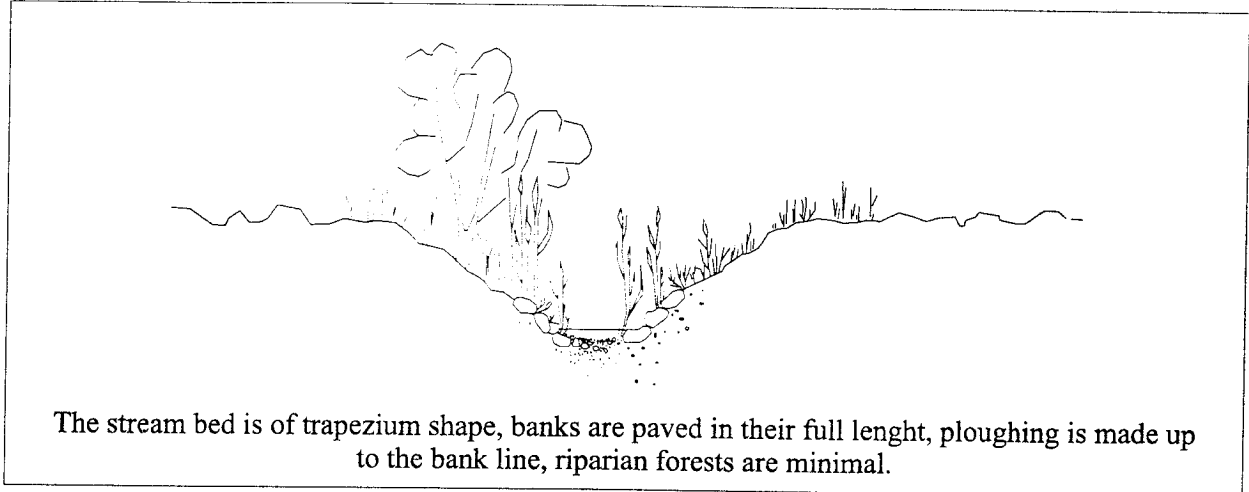 The stream bed is of trapezium shape, banks are paved in their full lenght, ploughing is made up
to the bank line, riparian forests are minimal.